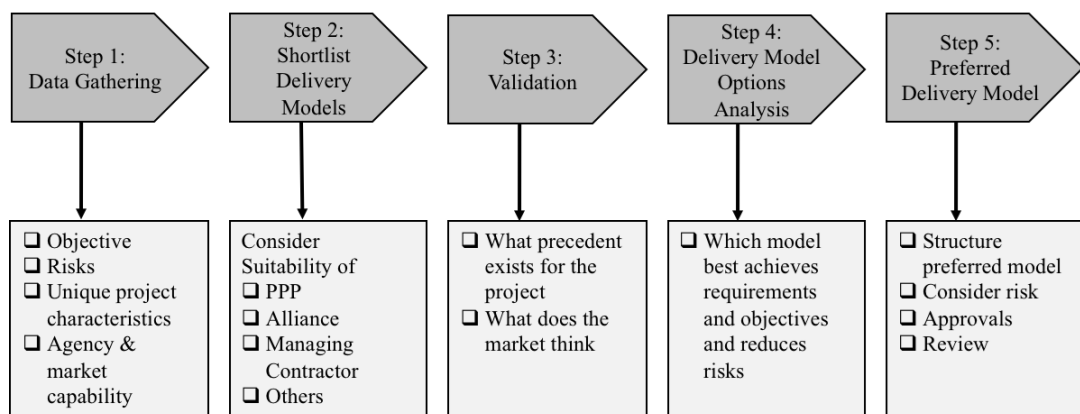 Step 1:
Data Gathering
Step 2:
Shortlist
Delivery
Models
Step 3:
Validation
Step 4:
Delivery Model
Options
Analysis
Step 5:
Preferred
Delivery Model
❑ Objective
❑ Risks
❑ Unique project
characteristics
❑ Agency &
market
capability
Consider
Suitability of
❑ PPP
❑ Alliance
❑ Managing
Contractor
❑ Others
❑ What precedent
exists for the
project
❑ What does the
market think
❑ Which model
best achieves
requirements
and objectives
and reduces
risks
❑ Structure
preferred model
❑ Consider risk
❑ Approvals
❑ Review